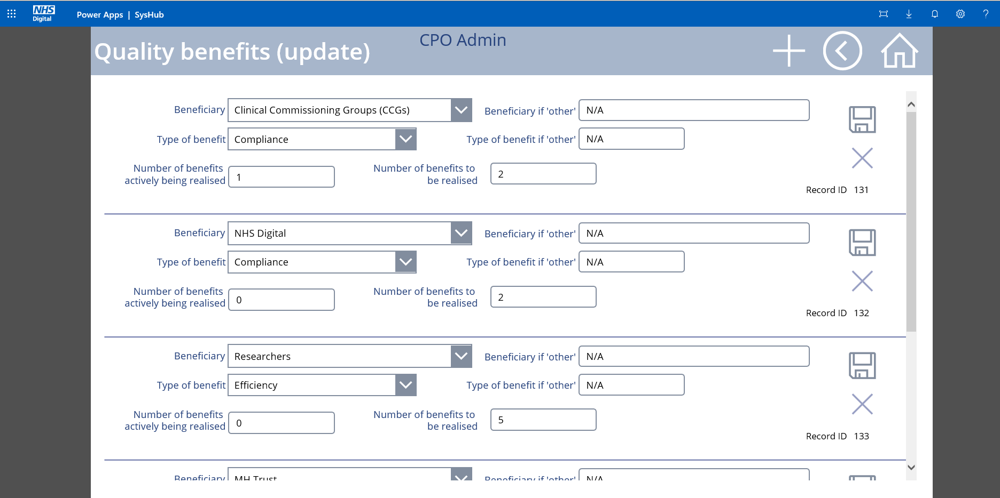 NHS
Digital
Power Apps | SysHub
Quality benefits (update)
CPO Admin
Beneficiary Clinical Commissioning Groups (CCGs) Beneficiary if 'other' N/A
Type of benefit Compliance Type of benefit if 'other' N/A
Number of benefits
actively being realised 1
Number of benefits to
be realised 2
Record ID 131
Beneficiary NHS Digital Beneficiary if 'other' N/A
Type of benefit Compliance Type of benefit if 'other' N/A
Number of benefits
actively being realised 0
Number of benefits to
be realised 2
Record ID 132
Beneficiary Researchers Beneficiary if 'other' N/A
Type of benefit Efficiency Type of benefit if 'other' N/A
Number of benefits
actively being realised 0
Number of benefits to
be realised 5
Record ID 133
Beneficiary MH Trust Beneficiary if 'other' N/A